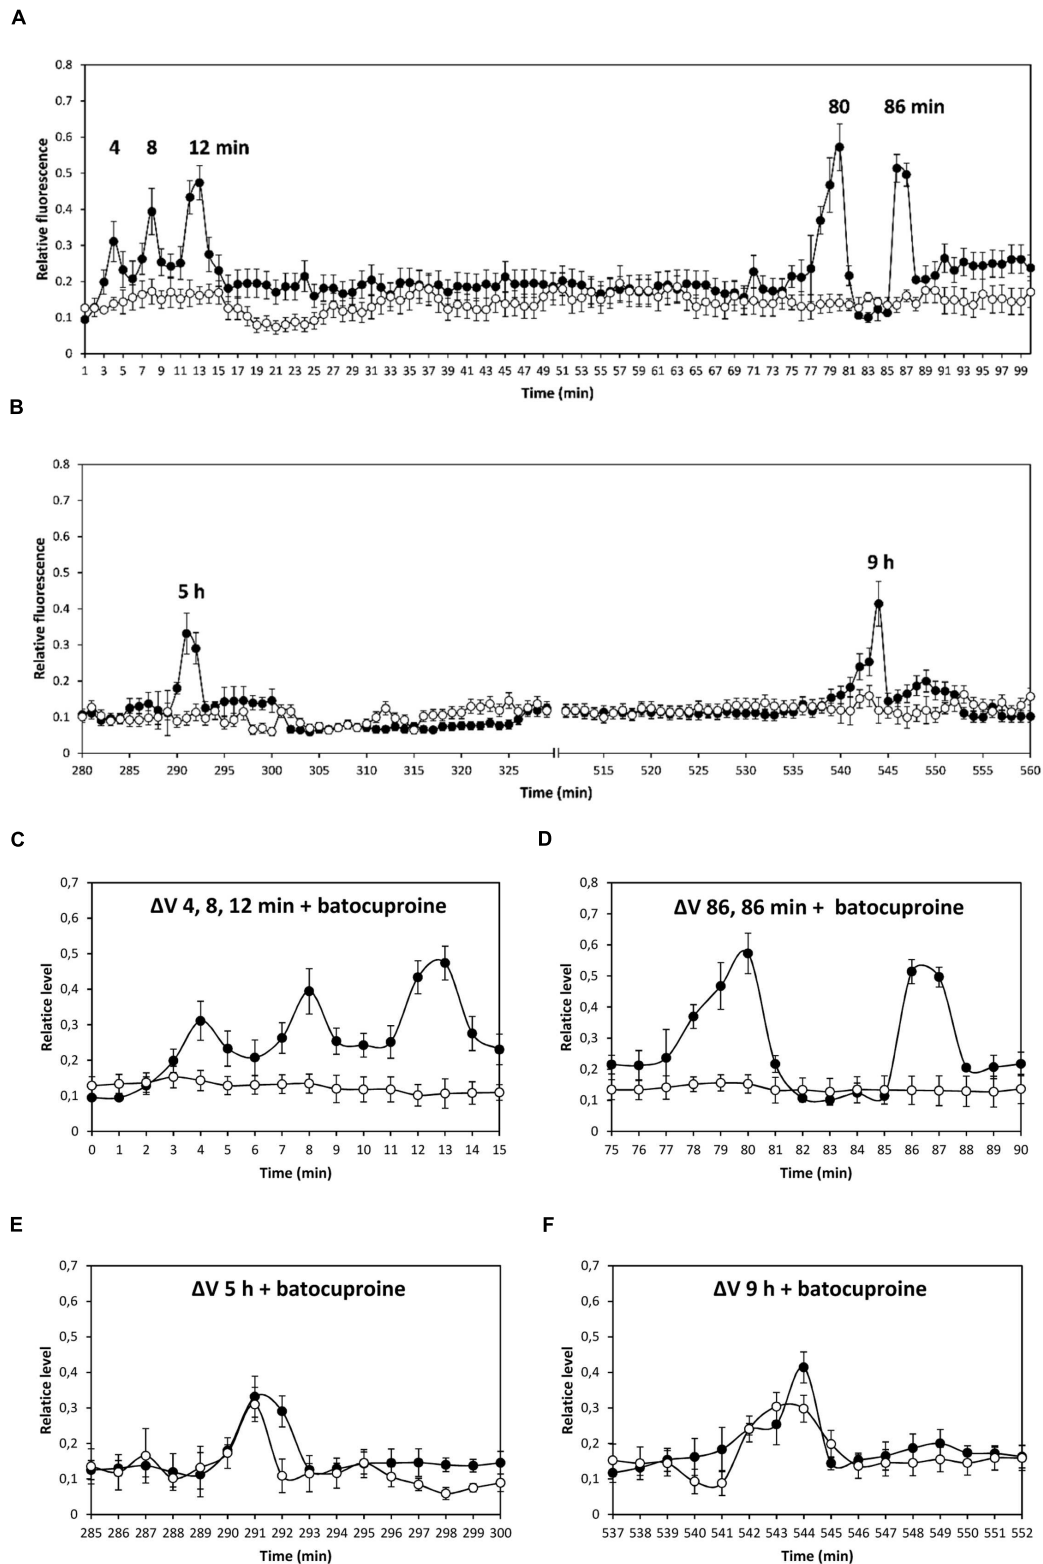 A
0.8
0.7
0.6
0.5
0.4
0.3
0.2
0.1
0
Relative fluorescence
4 8 12 min 80 86 min
1 3 5 7 9 11 13 15 17 19 21 23 25 27 29 31 33 35 37 39 41 43 45 47 49 51 53 55 57 59 61 63 65 67 69 71 73 75 77 79 81 83 85 87 89 91 93 95 97 99
Time (min)
B
0.8
0.7
0.6
0.5
0.4
0.3
0.2
0.1
0
Relative fluorescence
5 h 9 h
280 285 290 295 300 305 310 315 320 325 515 520 525 530 535 540 545 550 555 560
Time (min)
C
ΔV 4, 8, 12 min + batocuproine
0,7
0,6
0,5
0,4
0,3
0,2
0,1
0
Relatice level
0 1 2 3 4 5 6 7 8 9 10 11 12 13 14 15
Time (min)
D
ΔV 86, 86 min + batocuproine
0,8
0,7
0,6
0,5
0,4
0,3
0,2
0,1
0
Relatice level
75 76 77 78 79 80 81 82 83 84 85 86 87 88 89 90
Time (min)
E
ΔV 5 h + batocuproine
0,7
0,6
0,5
0,4
0,3
0,2
0,1
0
Relatice level
285 286 287 288 289 290 291 292 293 294 295 296 297 298 299 300
Time (min)
F
ΔV 9 h + batocuproine
0,7
0,6
0,5
0,4
0,3
0,2
0,1
0
Relatice level
537 538 539 540 541 542 543 544 545 546 547 548 549 550 551 552
Time (min)